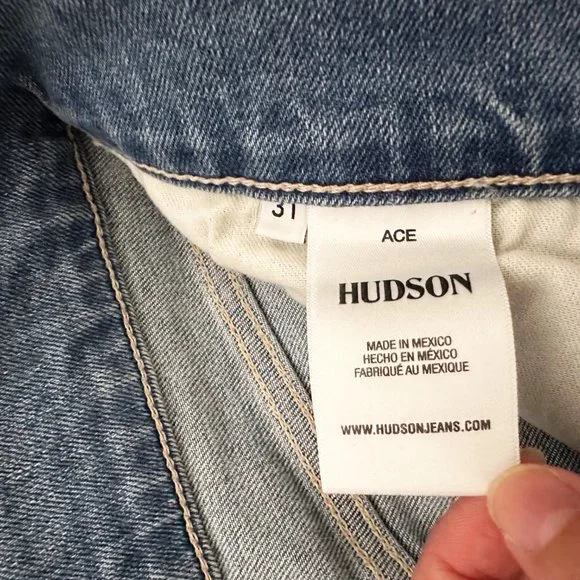 31
ACE
HUDSON
MADE IN MEXICO
HECHO EN MÉXICO
FABRIQUÉ AU MEXIQUE
WWW.HUDSONJEANS.COM